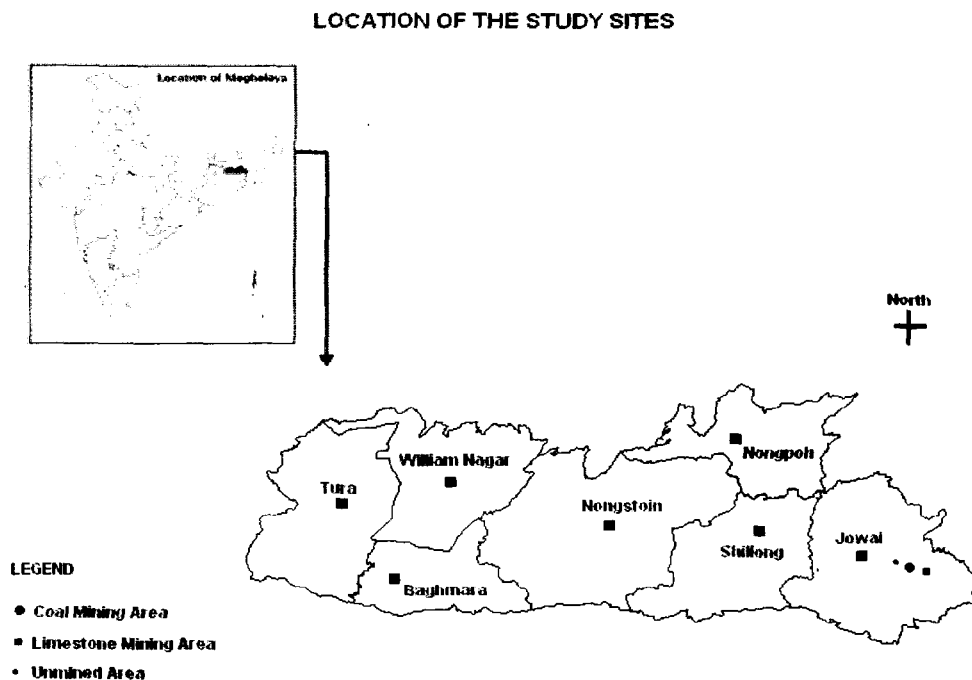 LOCATION OF THE STUDY SITES
Location of Meghalaya
North
Nongpoh
William Nagar
Tura
Nongstoin
Shillong
Jowai
Baghmara
LEGEND
Coal Mining Area
Limestone Mining Area
Unmined Area